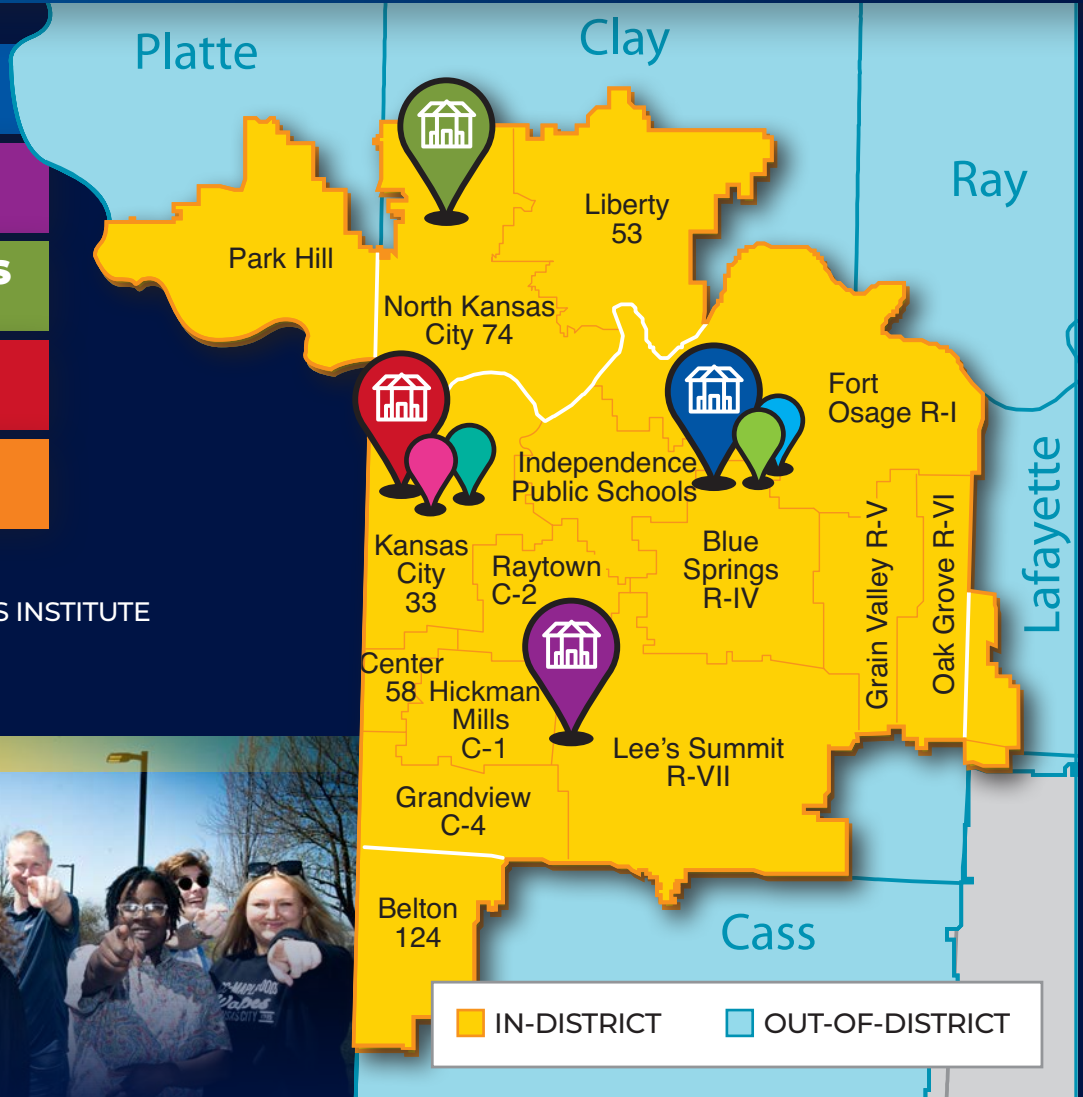 Platte
Clay
Ray
Liberty
53
Park Hill
North Kansas
City 74
Fort
Osage R-I
Independence
Public Schools
Lafayette
Kansas
City
33
Raytown
C-2
Blue
Springs
R-IV
Grain Valley R-V
Oak Grove R-VI
S INSTITUTE
s
Center
58
Hickman
Mills
C-1
Lee's Summit
R-VII
Grandview
C-4
Belton
124
Cass
IN-DISTRICT
OUT-OF-DISTRICT